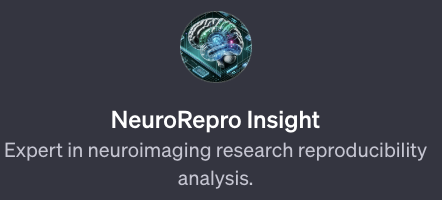 NeuroRepro Insight
Expert in neuroimaging research reproducibility
analysis.